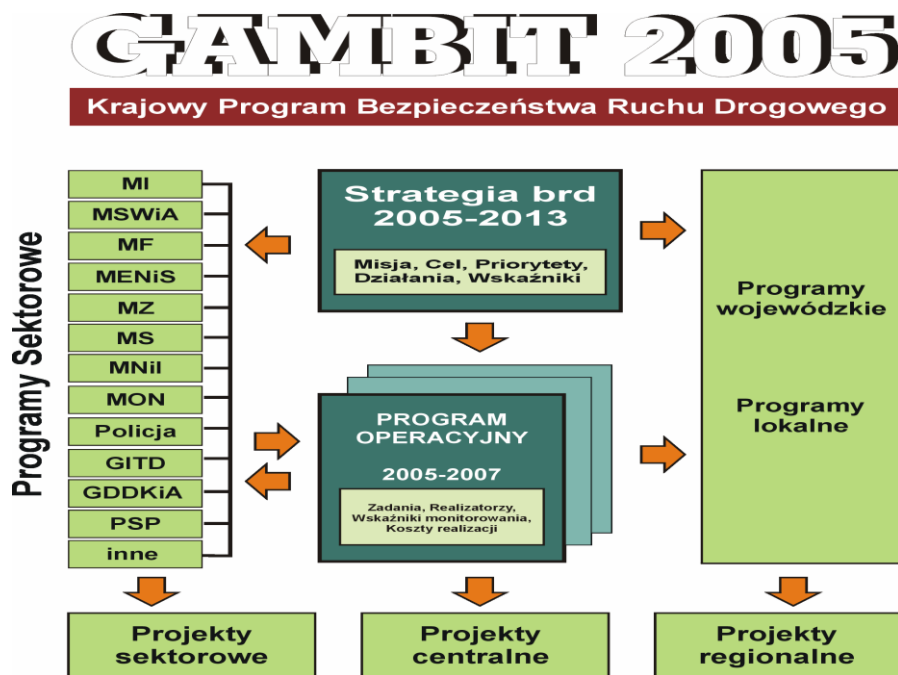 GAMBIT 2005
Krajowy Program Bezpieczeństwa Ruchu Drogowego
Programy Sektorowe
MI
MSWiA
MF
MENiS
MZ
MS
MNiI
MON
Policja
GITD
GDDKiA
PSP
inne
Strategia brd
2005-2013
Misja, Cel, Priorytety,
Działania, Wskaźniki
PROGRAM
OPERACYJNY
2005-2007
Zadania, Realizatorzy,
Wskaźniki monitorowania,
Koszty realizacji
Programy
wojewódzkie
Programy
lokalne
Projekty
sektorowe
Projekty
centralne
Projekty
regionalne